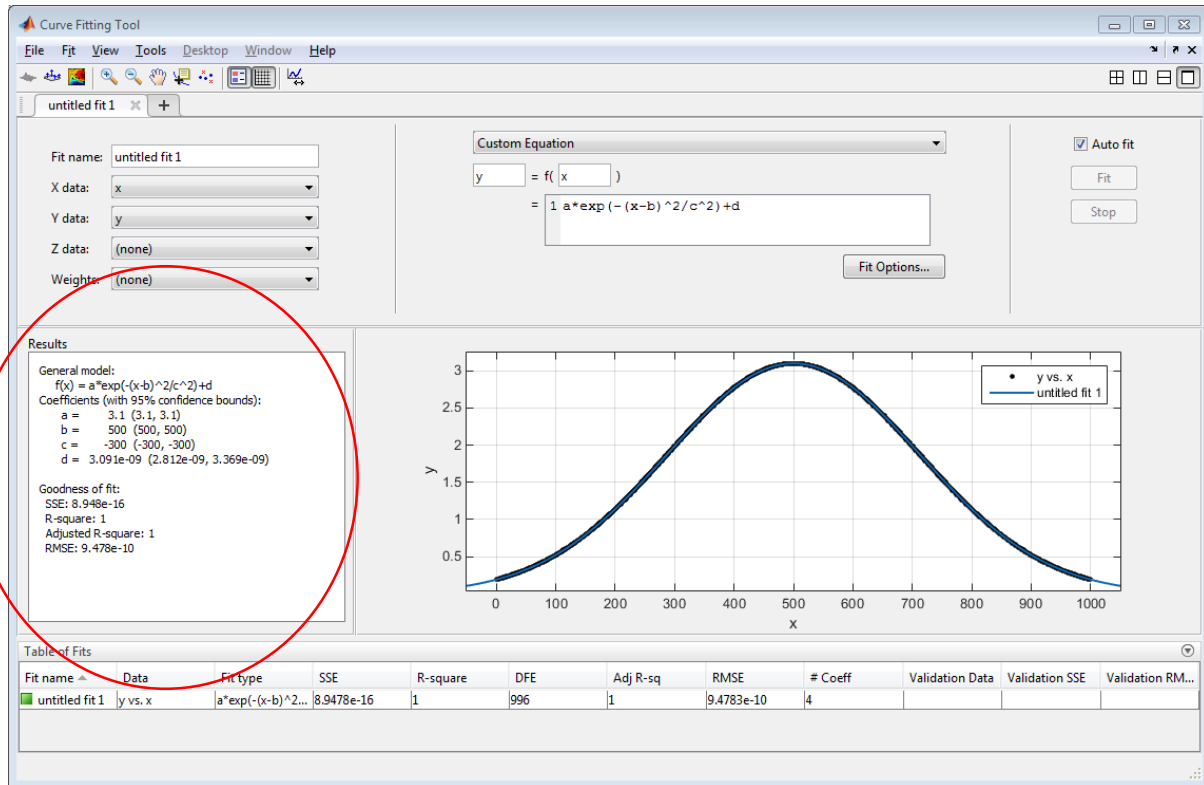 Curve Fitting Tool
File Fit View Tools Desktop Window Help
untitled fit 1
Fit name: untitled fit 1
X data: x
Y data: y
Z data: (none)
Weights: (none)
Custom Equation
y = f( x )
= 1 a*exp(-(x-b)^2/c^2)+d
Fit Options...
Auto fit
Fit
Stop
Results
General model:
f(x) = a*exp(-(x-b)^2/c^2)+d
Coefficients (with 95% confidence bounds):
a = 3.1 (3.1, 3.1)
b = 500 (500, 500)
c = -300 (-300, -300)
d = 3.091e-09 (2.812e-09, 3.369e-09)
Goodness of fit:
SSE: 8.948e-16
R-square: 1
Adjusted R-square: 1
RMSE: 9.478e-10
3
2.5
2
1.5
1
0.5
y
0 100 200 300 400 500 600 700 800 900 1000
x
y vs. x
untitled fit 1
Table of Fits
Fit name Data Fit type SSE R-square DFE Adj R-sq RMSE # Coeff Validation Data Validation SSE Validation RM...
untitled fit 1 y vs. x a*exp(-(x-b)^2... 8.9478e-16 1 996 1 9.4783e-10 4